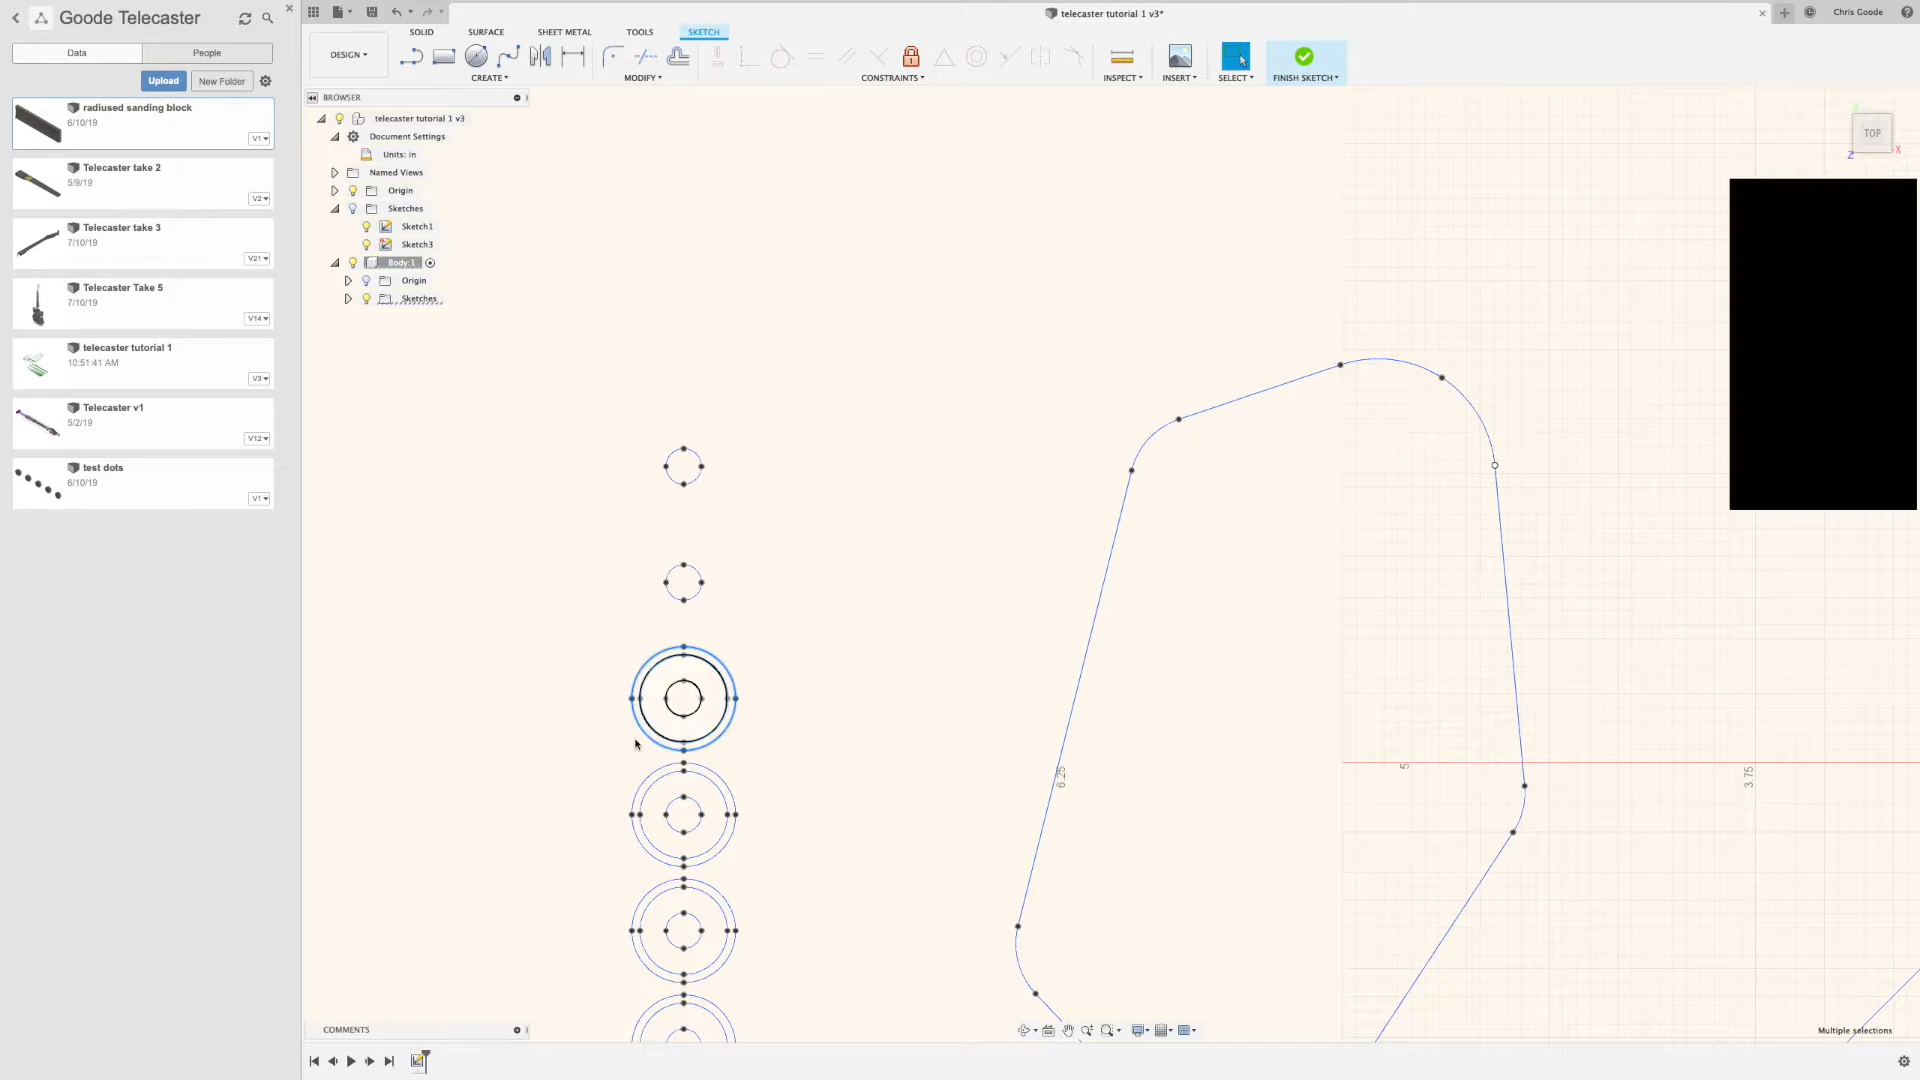 Goode Telecaster
Data
People
Upload
New Folder
radiused sanding block
6/10/19
V1
Telecaster take 2
5/9/19
V2
Telecaster take 3
7/10/19
V21
Telecaster Take 5
7/10/19
V14
telecaster tutorial 1
10:51:41 AM
V3
Telecaster v1
5/2/19
V12
test dots
6/10/19
V1
telecaster tutorial 1 v3*
Chris Goode
DESIGN
SOLID
SURFACE
SHEET METAL
TOOLS
SKETCH
CREATE
MODIFY
CONSTRAINTS
INSPECT
INSERT
SELECT
FINISH SKETCH
BROWSER
telecaster tutorial 1 v3
Document Settings
Units: in
Named Views
Origin
Sketches
Sketch1
Sketch3
Body:1
Origin
Sketches
TOP
X
Z
6.25
5
3.75
COMMENTS
Multiple selections